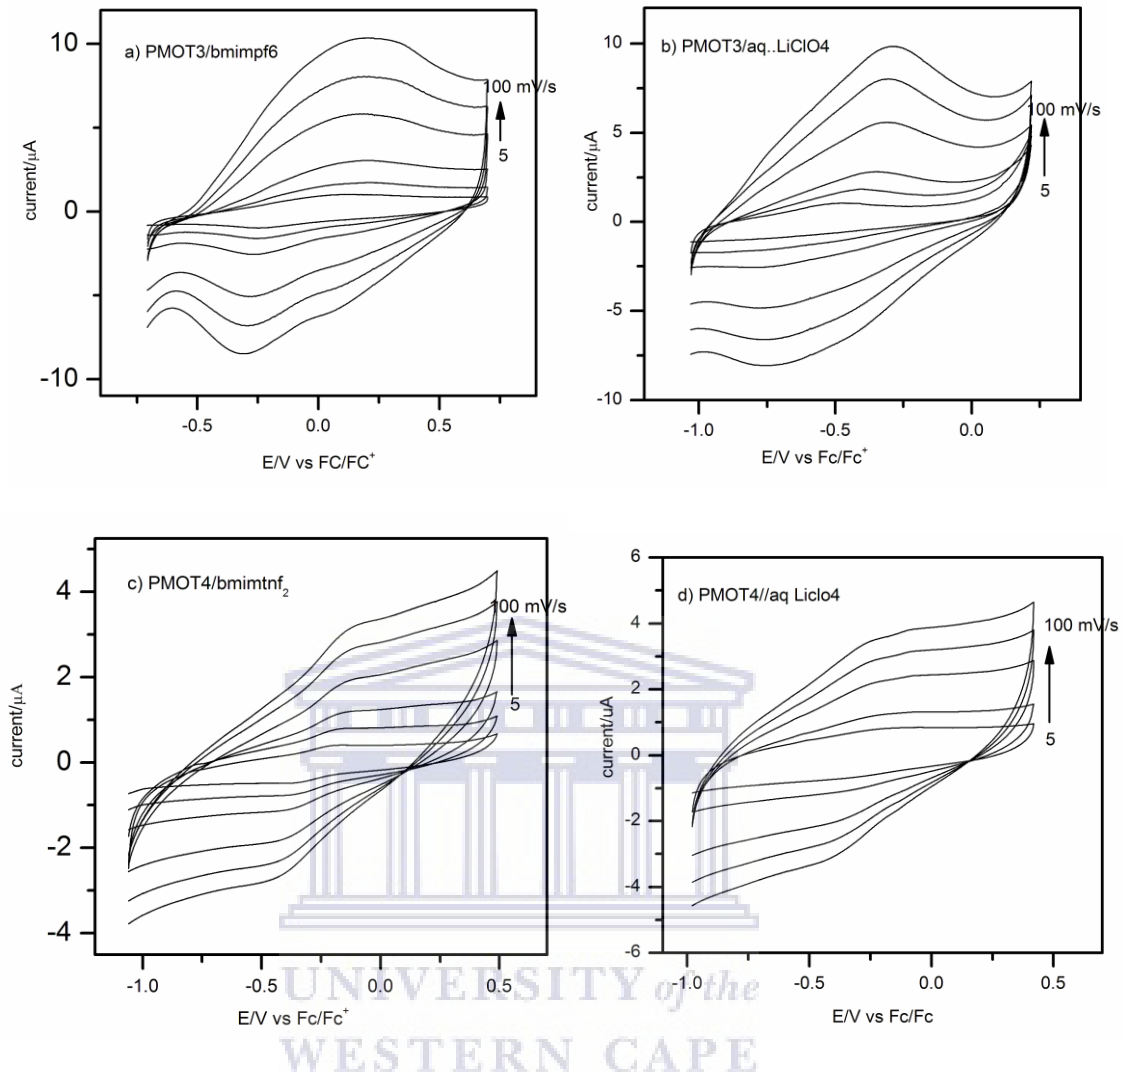 a) PMOT3/bmimpf6
100 mV/s
5
10
0
-10
current/μA
-0.5
0.0
0.5
E/V vs FC/FC+
b) PMOT3/aq..LiClO4
100 mV/s
5
10
5
0
-5
-10
current/μA
-1.0
-0.5
0.0
E/V vs Fc/Fc+
c) PMOT4/bmimtnf2
100 mV/s
5
4
2
0
-2
-4
current/μA
-1.0
-0.5
0.0
0.5
E/V vs Fc/Fc+
d) PMOT4//aq Liclo4
100 mV/s
5
6
4
2
0
-2
-4
-6
current/uA
-1.0
-0.5
0.0
0.5
E/V vs Fc/Fc
UNIVERSITY of the
WESTERN CAPE